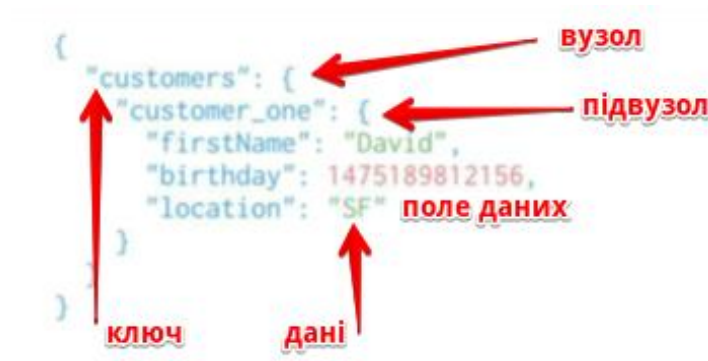 {
вузол
"customers": {
"customer_one": {
підвузол
"firstName": "David",
"birthday": 1475189812156,
"location": "SF" поле даних
}
}
}
ключ дані